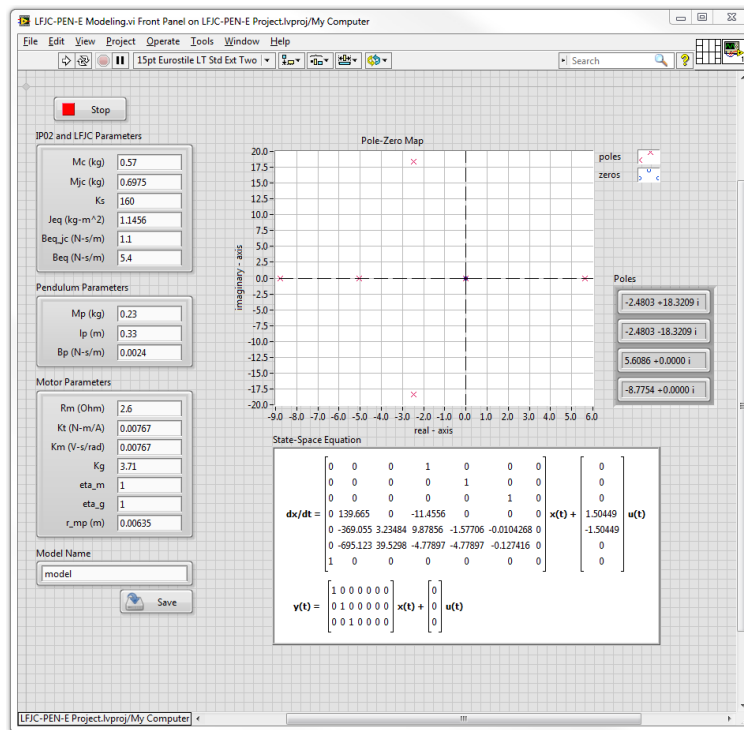 LFJC-PEN-E Modeling.vi Front Panel on LFJC-PEN-E Project.lvproj/My Computer
File Edit View Project Operate Tools Window Help
15pt Eurostile LT Std Ext Two
Search
?
Stop
IP02 and LFJC Parameters
Mc (kg) 0.57
Mjc (kg) 0.6975
Ks 160
Jeq (kg-m^2) 1.1456
Beq_jc (N-s/m) 1.1
Beq (N-s/m) 5.4
Pendulum Parameters
Mp (kg) 0.23
lp (m) 0.33
Bp (N-s/m) 0.0024
Motor Parameters
Rm (Ohm) 2.6
Kt (N-m/A) 0.00767
Km (V-s/rad) 0.00767
Kg 3.71
eta_m 1
eta_g 1
r_mp (m) 0.00635
Model Name
model
Save
Pole-Zero Map
imaginary - axis
20.0
17.5
15.0
12.5
10.0
7.5
5.0
2.5
0.0
-2.5
-5.0
-7.5
-10.0
-12.5
-15.0
-17.5
-20.0
-9.0 -8.0 -7.0 -6.0 -5.0 -4.0 -3.0 -2.0 -1.0 0.0 1.0 2.0 3.0 4.0 5.0 6.0
real - axis
poles
zeros
Poles
-2.4803 +18.3209 i
-2.4803 -18.3209 i
5.6086 +0.0000 i
-8.7754 +0.0000 i
State-Space Equation
0 0 0 1 0 0 0 0
0 0 0 0 1 0 0 0
0 0 0 0 0 1 0 0
dx/dt = 0 139.665 0 -11.4556 0 0 0 x(t) + 1.50449 u(t)
0 -369.055 3.23484 9.87856 -1.57706 -0.0104268 0 -1.50449
0 -695.123 39.5298 -4.77897 -4.77897 -0.127416 0 0
1 0 0 0 0 0 0 0
1 0 0 0 0 0 0 0
y(t) = 0 1 0 0 0 0 0 x(t) + 0 u(t)
0 0 1 0 0 0 0 0
LFJC-PEN-E Project.lvproj/My Computer